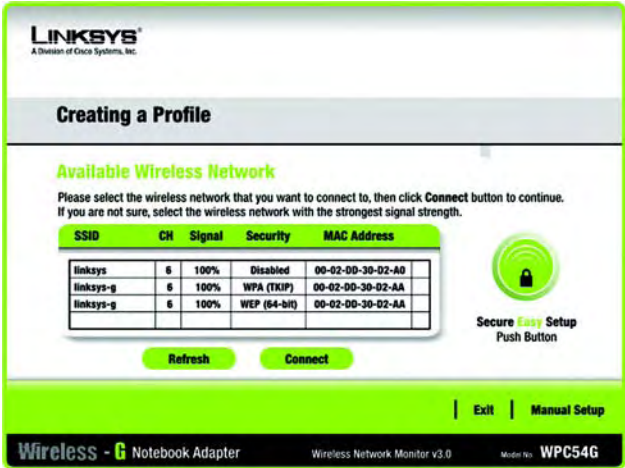 LINKSYS®
A Division of Cisco Systems, Inc.
Creating a Profile
Available Wireless Network
Please select the wireless network that you want to connect to, then click Connect button to continue.
If you are not sure, select the wireless network with the strongest signal strength.
SSID CH Signal Security MAC Address
linksys 6 100% Disabled 00-02-DD-30-D2-A0
linksys-g 6 100% WPA (TKIP) 00-02-DD-30-D2-AA
linksys-g 6 100% WEP (64-bit) 00-02-DD-30-D2-AA
Secure Easy Setup
Push Button
Refresh Connect
Exit Manual Setup
Wireless - G Notebook Adapter Wireless Network Monitor v3.0 Model No. WPC54G